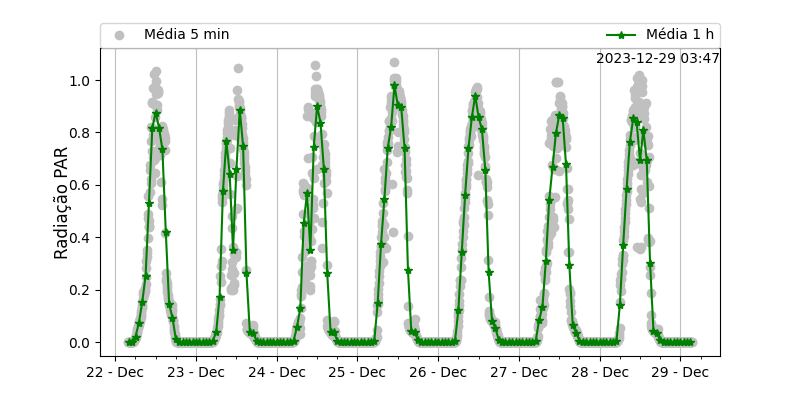 Média 5 min Média 1 h
2023-12-29 03:47
Radiação PAR
1.0
0.8
0.6
0.4
0.2
0.0
22 - Dec 23 - Dec 24 - Dec 25 - Dec 26 - Dec 27 - Dec 28 - Dec 29 - Dec